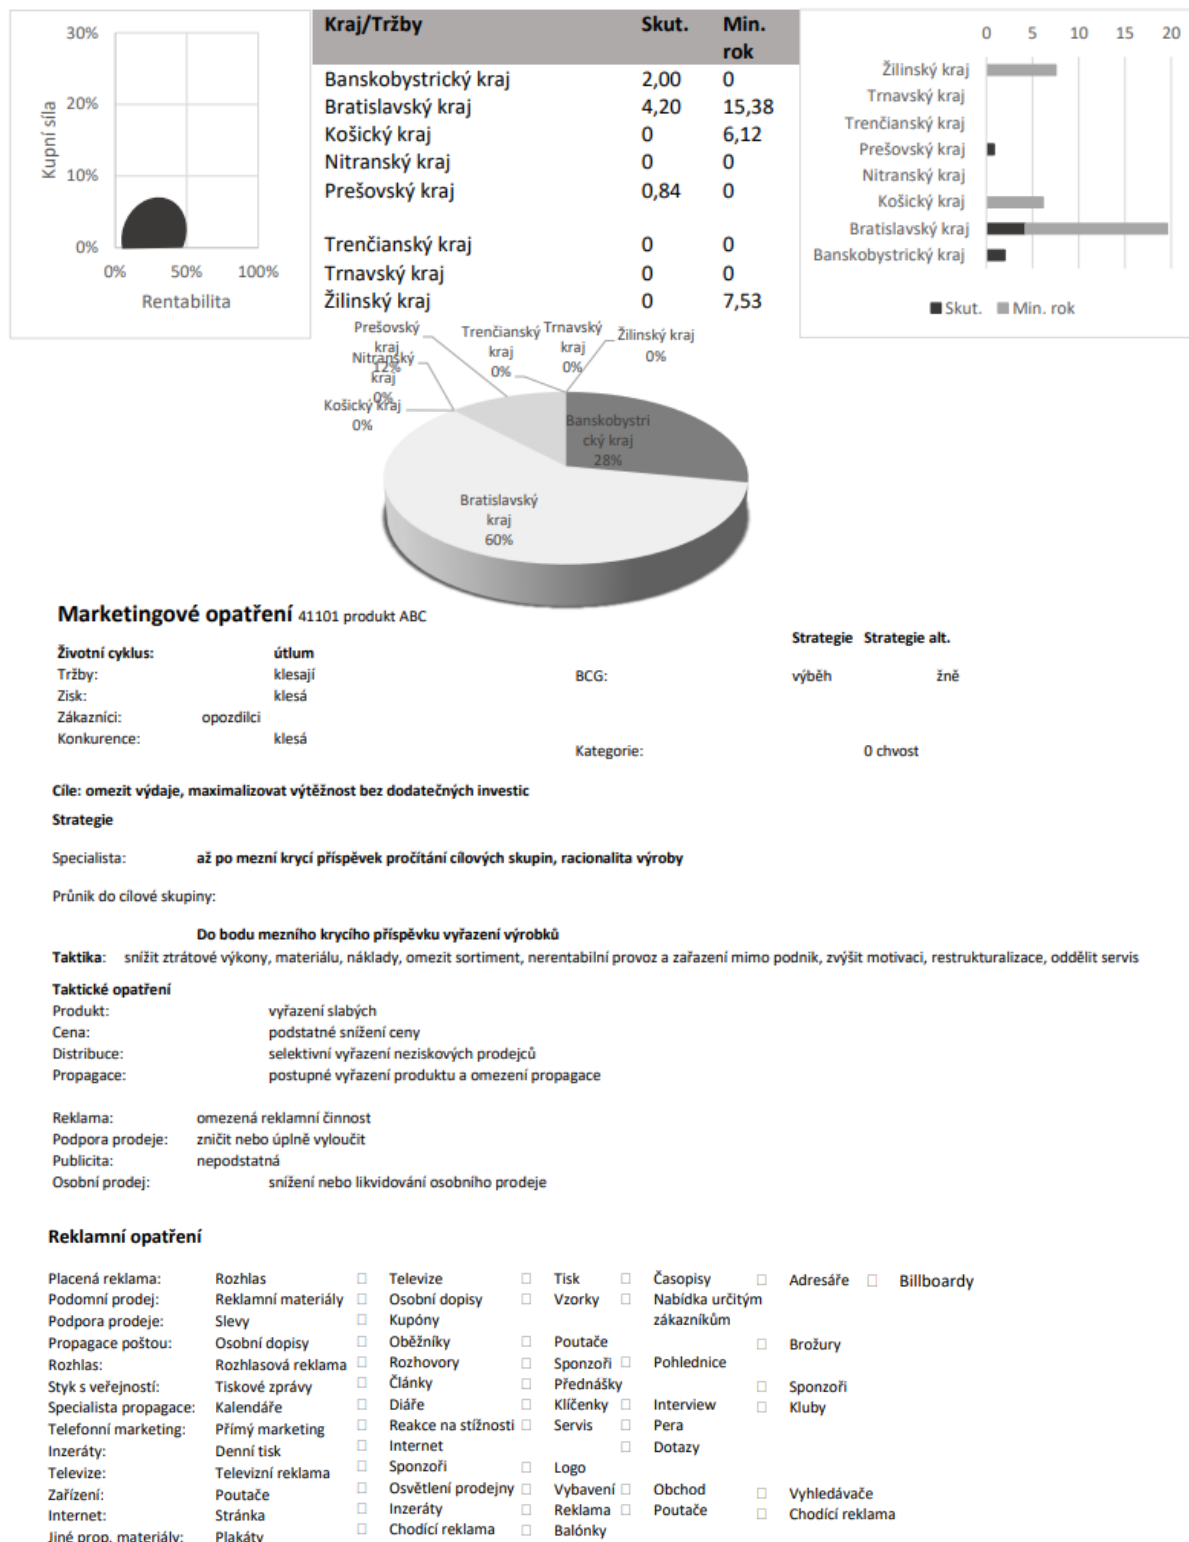 30%
20%
10%
0%
Kupní síla
0% 50% 100%
Rentabilita
Kraj/Tržby Skut. Min. rok
Banskobystrický kraj 2,00 0
Bratislavský kraj 4,20 15,38
Košický kraj 0 6,12
Nitranský kraj 0 0
Prešovský kraj 0,84 0
Trenčianský kraj 0 0
Trnavský kraj 0 0
Žilinský kraj 0 7,53
0 5 10 15 20
Žilinský kraj
Trnavský kraj
Trenčianský kraj
Prešovský kraj
Nitranský kraj
Košický kraj
Bratislavský kraj
Banskobystrický kraj
Skut. Min. rok
Prešovský
kraj
12%
Nitranský
kraj
0%
Košický kraj
0%
Trenčianský
kraj
0%
Trnavský
kraj
0%
Žilinský kraj
0%
Banskobystri
cký kraj
28%
Bratislavský
kraj
60%
Marketingové opatření 41101 produkt ABC
Strategie Strategie alt.
Životní cyklus: útlum
Tržby: klesají BCG: výběh žně
Zisk: klesá
Zákazníci: opozdilci
Konkurence: klesá
Kategorie: 0 chvost
Cíle: omezit výdaje, maximalizovat výtěžnost bez dodatečných investic
Strategie
Specialista: až po mezní krycí příspěvek pročítání cílových skupin, racionalita výroby
Průnik do cílové skupiny:
Do bodu mezního krycího příspěvku vyřazení výrobků
Taktika: snížit ztrátové výkony, materiálu, náklady, omezit sortiment, nerentabilní provoz a zařazení mimo podnik, zvýšit motivaci, restrukturalizace, oddělit servis
Taktické opatření
Produkt: vyřazení slabých
Cena: podstatné snížení ceny
Distribuce: selektivní vyřazení neziskových prodejců
Propagace: postupné vyřazení produktu a omezení propagace
Reklama: omezená reklamní činnost
Podpora prodeje: zničit nebo úplně vyloučit
Publicita: nepodstatná
Osobní prodej: snížení nebo likvidování osobního prodeje
Reklamní opatření
Placená reklama: Rozhlas Televize Tisk Časopisy Adresáře Billboardy
Podomní prodej: Reklamní materiály Osobní dopisy Vzorky Nabídka určitým
Podpora prodeje: Slevy Kupóny zákazníkům
Propagace poštou: Osobní dopisy Oběžníky Poutače Brožury
Rozhlas: Rozhlasová reklama Rozhovory Sponzoři Pohlednice
Styk s veřejností: Tiskové zprávy Články Přednášky Sponzoři
Specialista propagace: Kalendáře Diáře Klíčenky Interview Kluby
Telefonní marketing: Přímý marketing Reakce na stížnosti Servis Pera
Inzeráty: Denní tisk Internet Dotazy
Televize: Televizní reklama Sponzoři Logo
Zařízení: Poutače Osvětlení prodejny Vybavení Obchod Vyhledávače
Internet: Stránka Inzeráty Reklama Poutače Chodící reklama
Jiné prop. materiály: Plakáty Chodící reklama Balónky